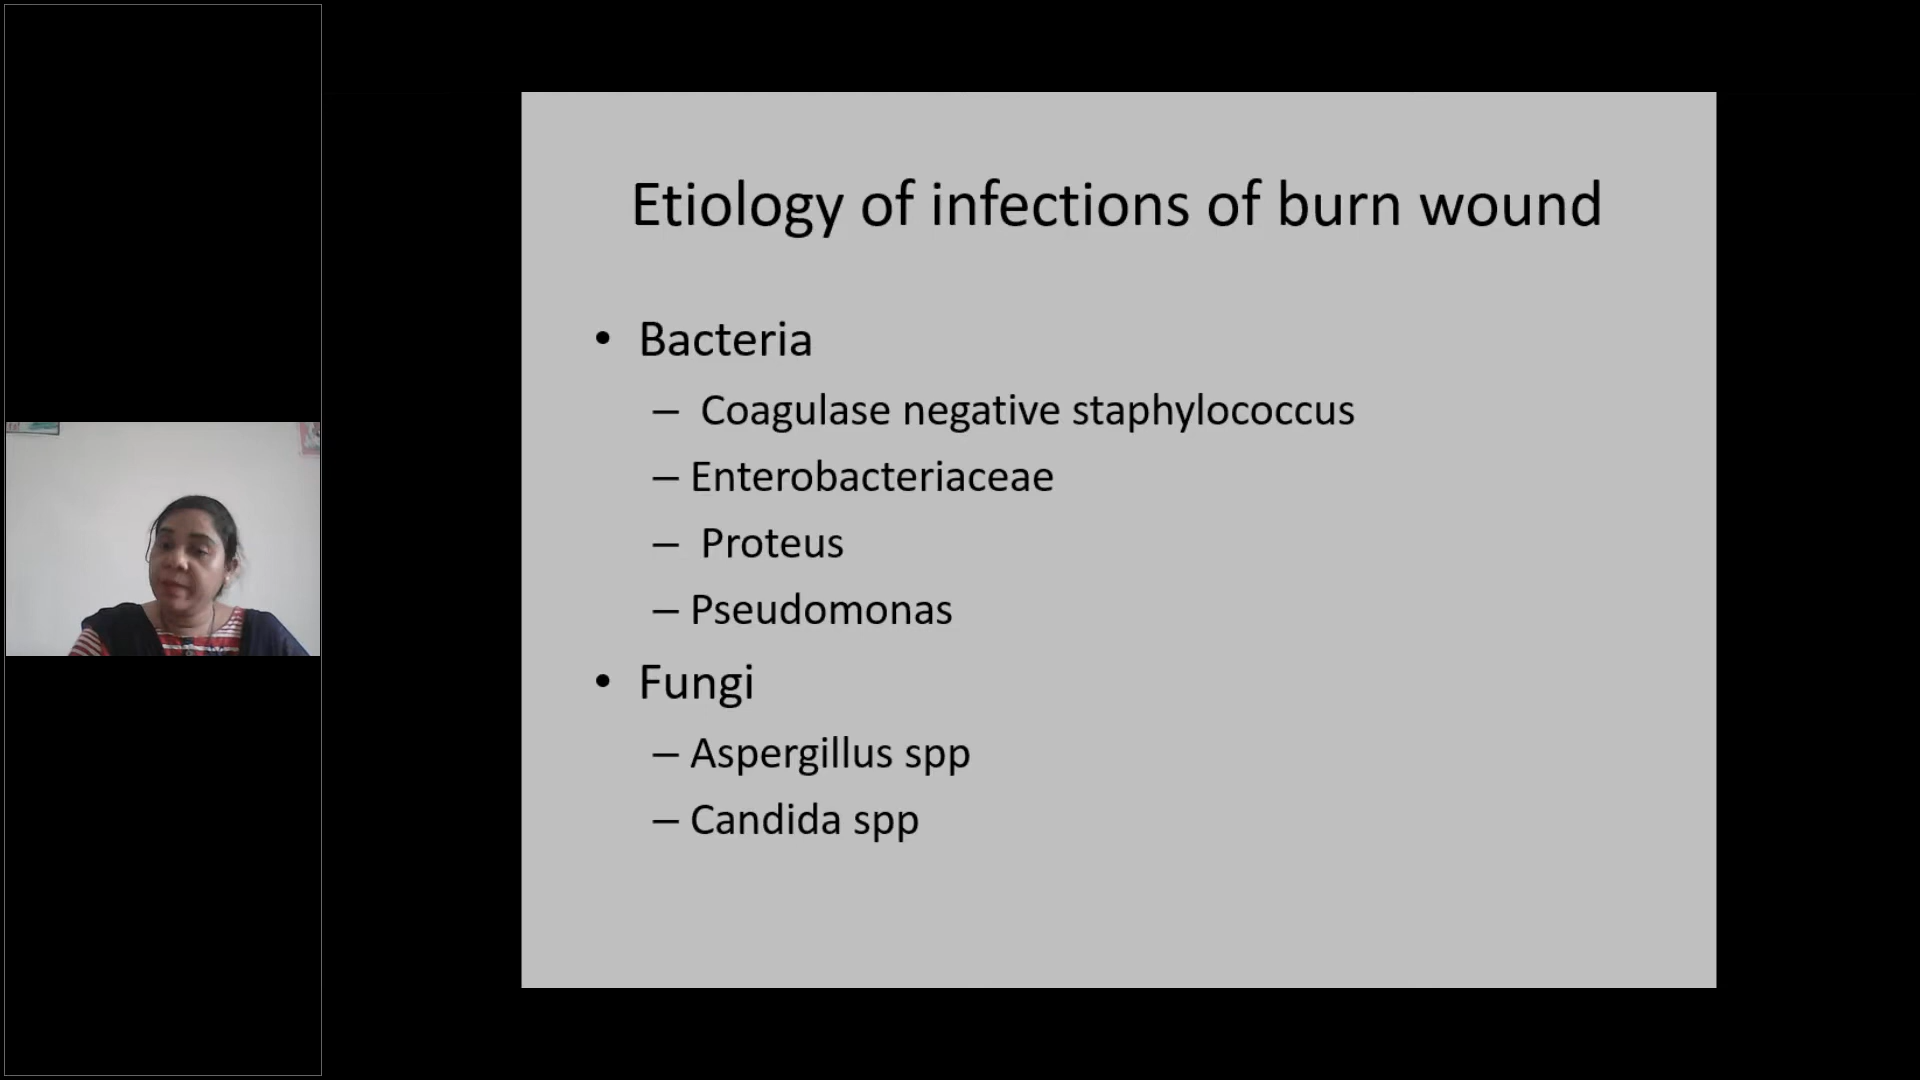 Etiology of infections of burn wound
• Bacteria
– Coagulase negative staphylococcus
– Enterobacteriaceae
– Proteus
– Pseudomonas
• Fungi
– Aspergillus spp
– Candida spp